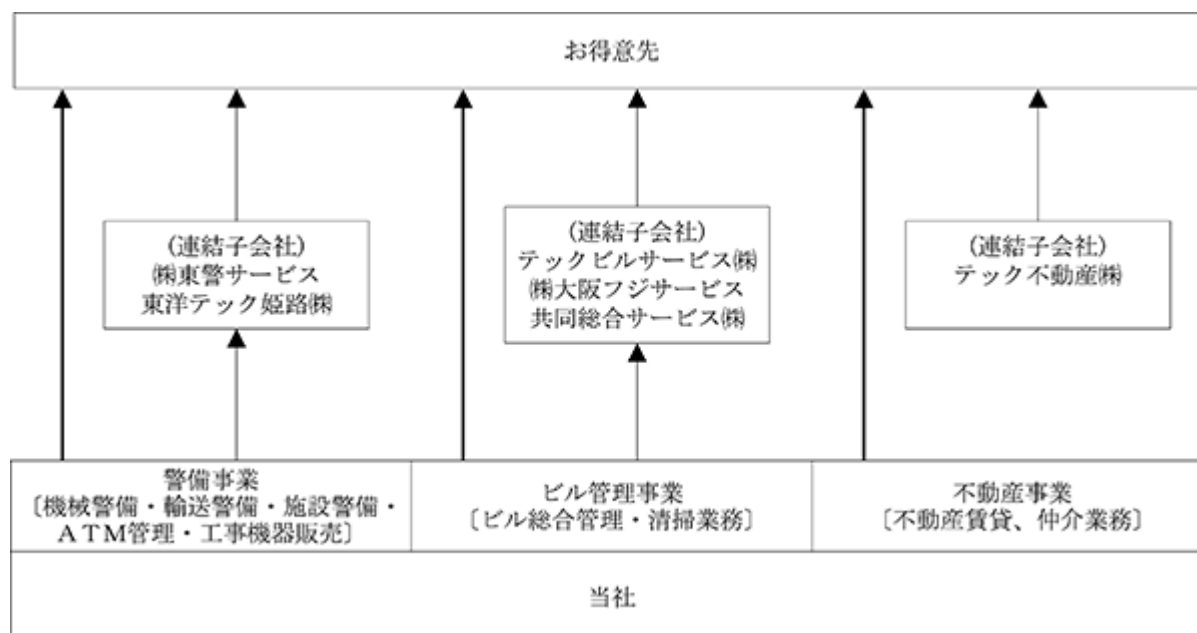 お得意先
(連結子会社)
㈱東警サービス
東洋テック姫路㈱
(連結子会社)
テックビルサービス㈱
㈱大阪フジサービス
共同総合サービス㈱
(連結子会社)
テック不動産㈱
警備事業
〔機械警備・輸送警備・施設警備・
ＡＴＭ管理・工事機器販売〕
ビル管理事業
〔ビル総合管理・清掃業務〕
不動産事業
〔不動産賃貸、仲介業務〕
当社